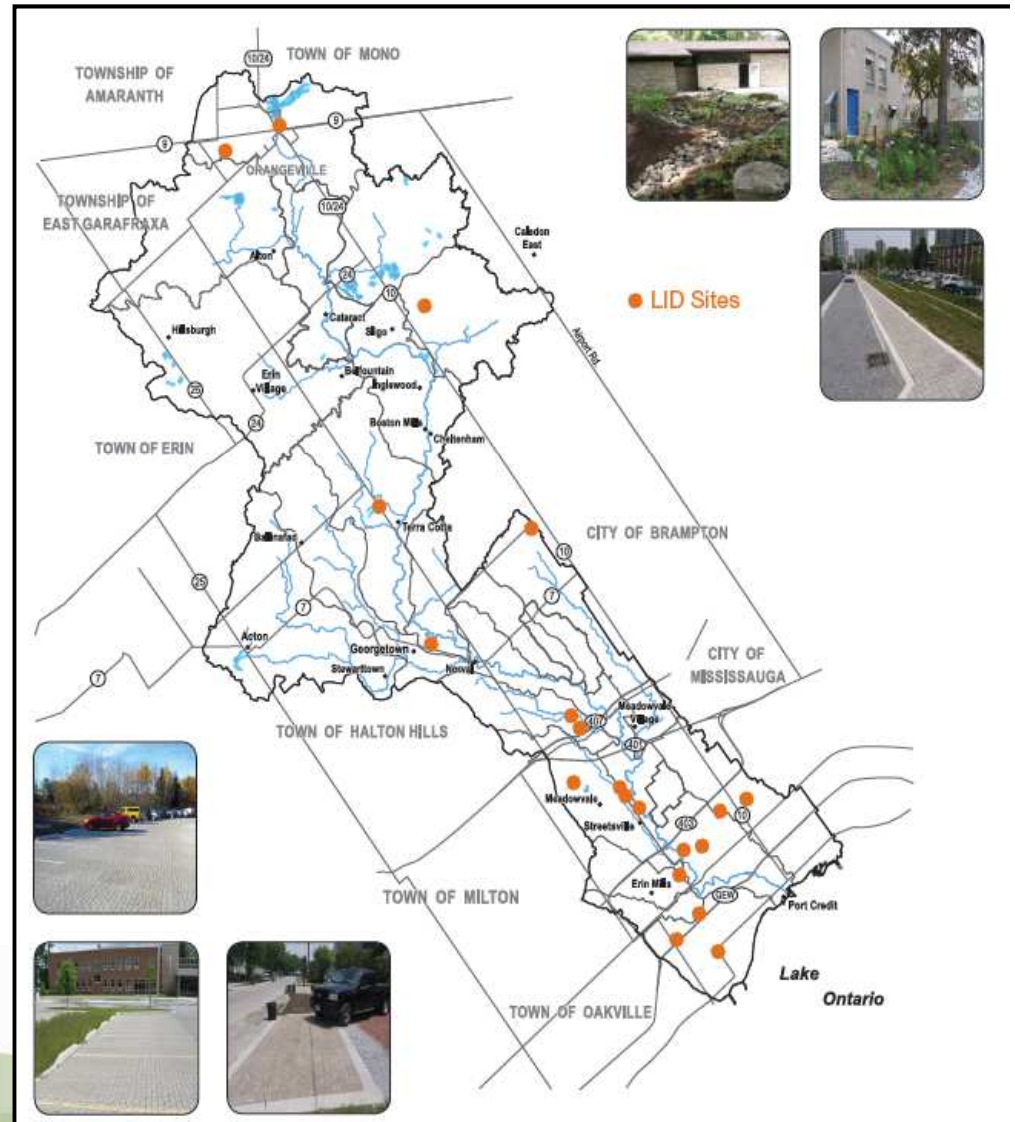 10/24
TOWN OF MONO
TOWNSHIP OF
AMARANTH
9
9
ORANGEVILLE
TOWNSHIP OF
EAST GARAFRAXA
10/24
Caledon
East
Alton
24
10
LID Sites
Cataract
Hillsburgh
Sligo
Airport Rd.
Erin
Village
Belfountain
Inglewood
25
24
Boston Mills
Cheltenham
TOWN OF ERIN
Terra Cotta
CITY OF BRAMPTON
10
Ballinafad
25
7
7
Acton
Georgetown
Norval
Stewarttown
7
CITY OF
MISSISSAUGA
Meadowvale
Village
407
TOWN OF HALTON HILLS
401
Meadowvale
Streetsville
10
403
Erin Mills
TOWN OF MILTON
QEW
Port Credit
Lake
Ontario
TOWN OF OAKVILLE